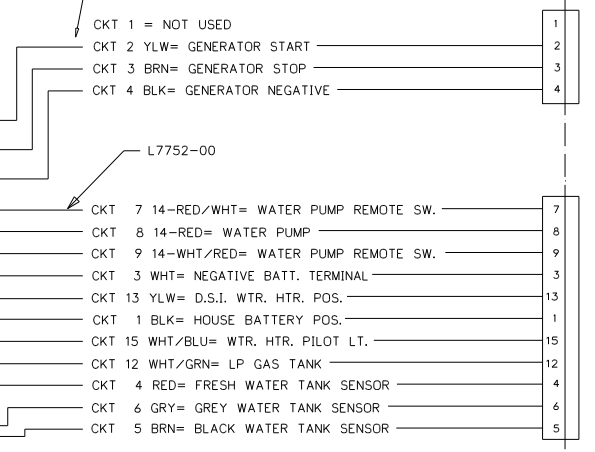 CKT 1 = NOT USED 1
CKT 2 YLW= GENERATOR START 2
CKT 3 BRN= GENERATOR STOP 3
CKT 4 BLK= GENERATOR NEGATIVE 4
L7752-00
CKT 7 14-RED/WHT= WATER PUMP REMOTE SW. 7
CKT 8 14-RED= WATER PUMP 8
CKT 9 14-WHT/RED= WATER PUMP REMOTE SW. 9
CKT 3 WHT= NEGATIVE BATT. TERMINAL 3
CKT 13 YLW= D.S.I. WTR. HTR. POS. 13
CKT 1 BLK= HOUSE BATTERY POS. 1
CKT 15 WHT/BLU= WTR. HTR. PILOT LT. 15
CKT 12 WHT/GRN= LP GAS TANK 12
CKT 4 RED= FRESH WATER TANK SENSOR 4
CKT 6 GRY= GREY WATER TANK SENSOR 6
CKT 5 BRN= BLACK WATER TANK SENSOR 5